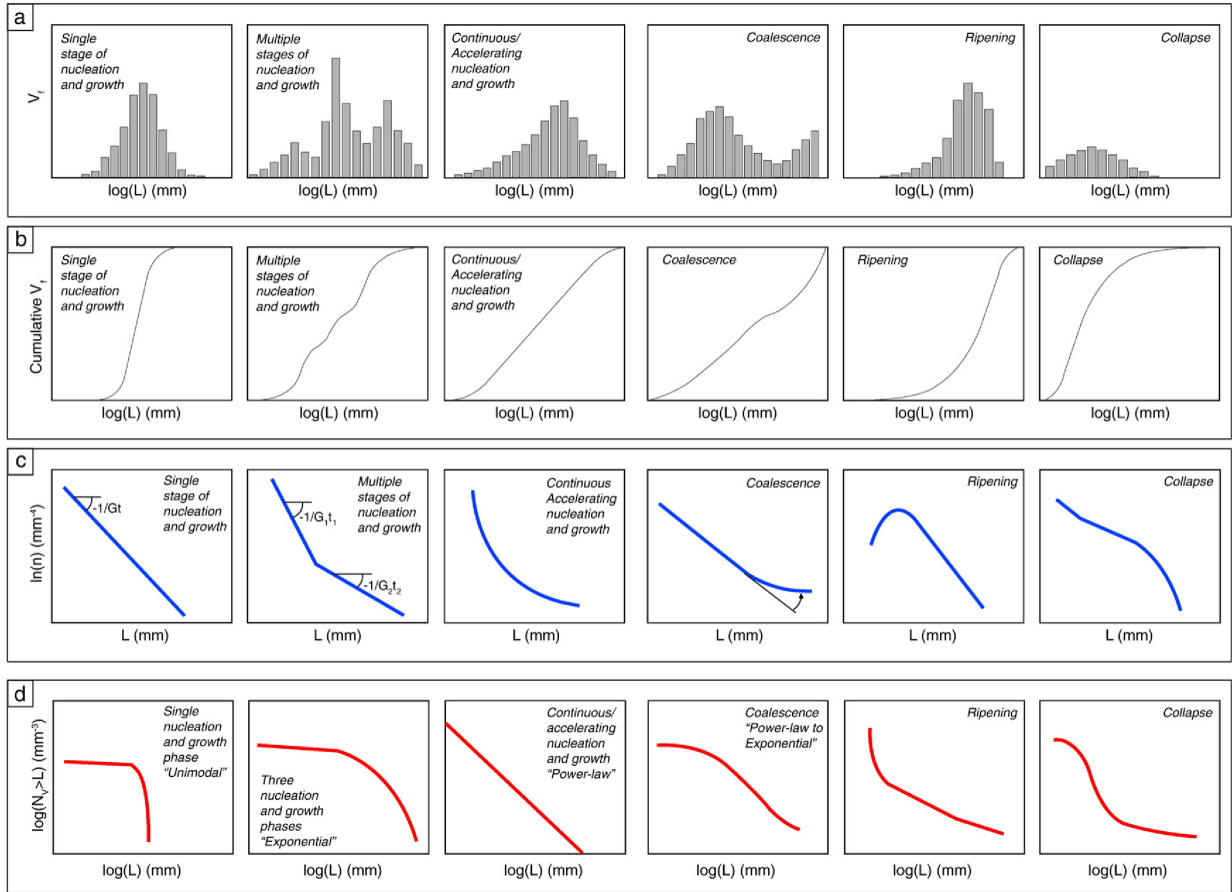 a
Single
stage of
nucleation
and growth
Multiple
stages of
nucleation
and growth
Continuous/
Accelerating
nucleation
and growth
Coalescence
Ripening
Collapse
V_f
log(L) (mm)
log(L) (mm)
log(L) (mm)
log(L) (mm)
log(L) (mm)
log(L) (mm)
b
Single
stage of
nucleation
and growth
Multiple
stages of
nucleation
and growth
Continuous/
Accelerating
nucleation
and growth
Coalescence
Ripening
Collapse
Cumulative V_f
log(L) (mm)
log(L) (mm)
log(L) (mm)
log(L) (mm)
log(L) (mm)
log(L) (mm)
c
Single
stage of
nucleation
and growth
-1/Gt
Multiple
stages of
nucleation
and growth
-1/G₁t₁
-1/G₂t₂
Continuous
Accelerating
nucleation
and growth
Coalescence
Ripening
Collapse
ln(n) (mm⁻⁴)
L (mm)
L (mm)
L (mm)
L (mm)
L (mm)
L (mm)
d
Single
nucleation
and growth
phase
“Unimodal”
Three
nucleation
and growth
phases
“Exponential”
Continuous/
accelerating
nucleation
and growth
“Power-law”
Coalescence
“Power-law to
Exponential”
Ripening
Collapse
log(N_V>L) (mm⁻³)
log(L) (mm)
log(L) (mm)
log(L) (mm)
log(L) (mm)
log(L) (mm)
log(L) (mm)